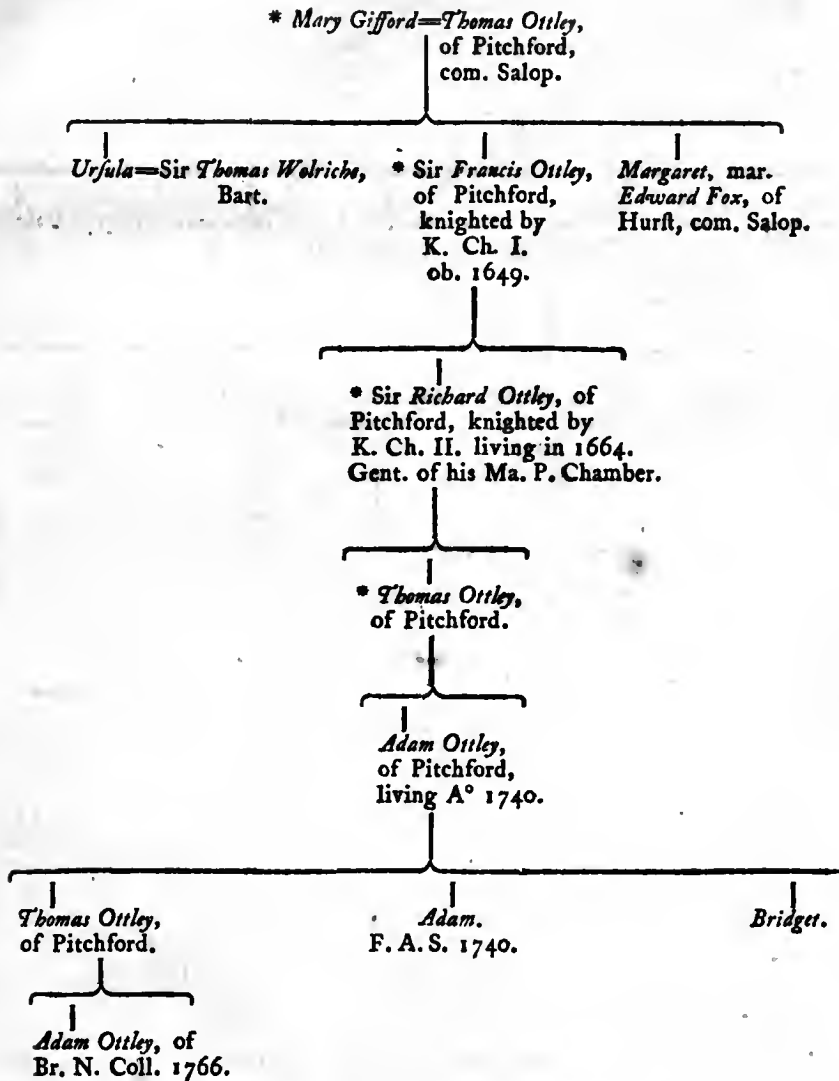 * Mary Gifford=Thomas Ottley,
of Pitchford,
com. Salop.
Urſula=Sir Thomas Wolriche,
Bart.
* Sir Francis Ottley,
of Pitchford,
knighted by
K. Ch. I.
ob. 1649.
Margaret, mar.
Edward Fox, of
Hurſt, com. Salop.
* Sir Richard Ottley, of
Pitchford, knighted by
K. Ch. II. living in 1664.
Gent. of his Ma. P. Chamber.
* Thomas Ottley,
of Pitchford.
Adam Ottley,
of Pitchford,
living A° 1740.
Thomas Ottley,
of Pitchford.
Adam.
F. A. S. 1740.
Bridget.
Adam Ottley, of
Br. N. Coll. 1766.